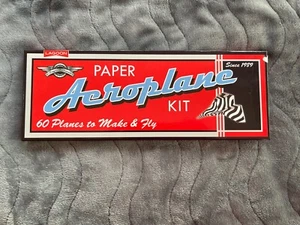 LAGOON
PAPER
Since 1989
Aeroplane
KIT
60 Planes to Make & Fly